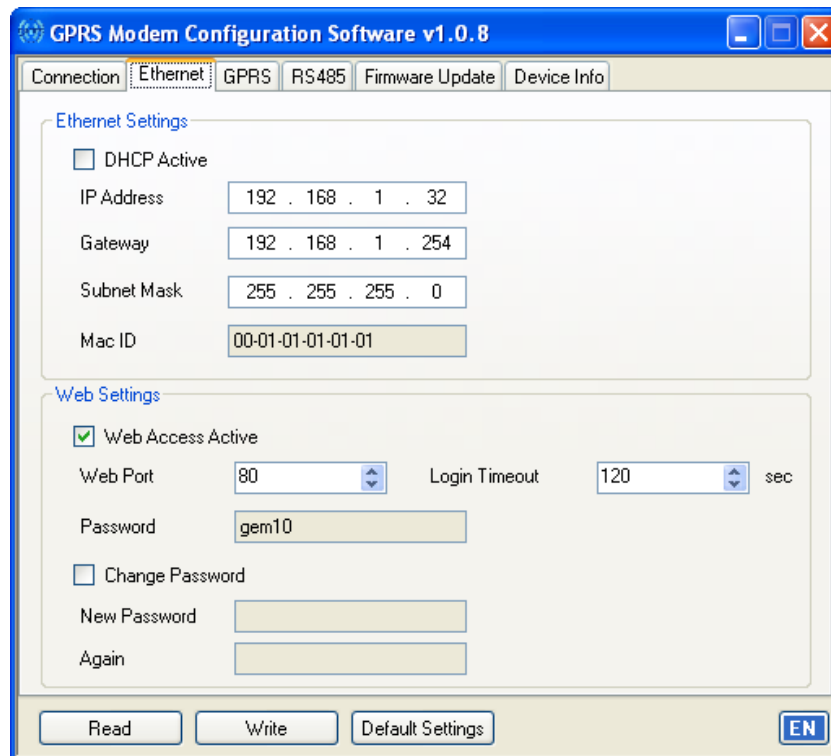 GPRS Modem Configuration Software v1.0.8
Connection Ethernet GPRS RS485 Firmware Update Device Info
Ethernet Settings
DHCP Active
IP Address 192 . 168 . 1 . 32
Gateway 192 . 168 . 1 . 254
Subnet Mask 255 . 255 . 255 . 0
Mac ID 00-01-01-01-01-01
Web Settings
Web Access Active
Web Port 80 Login Timeout 120 sec
Password gem10
Change Password
New Password
Again
Read Write Default Settings EN